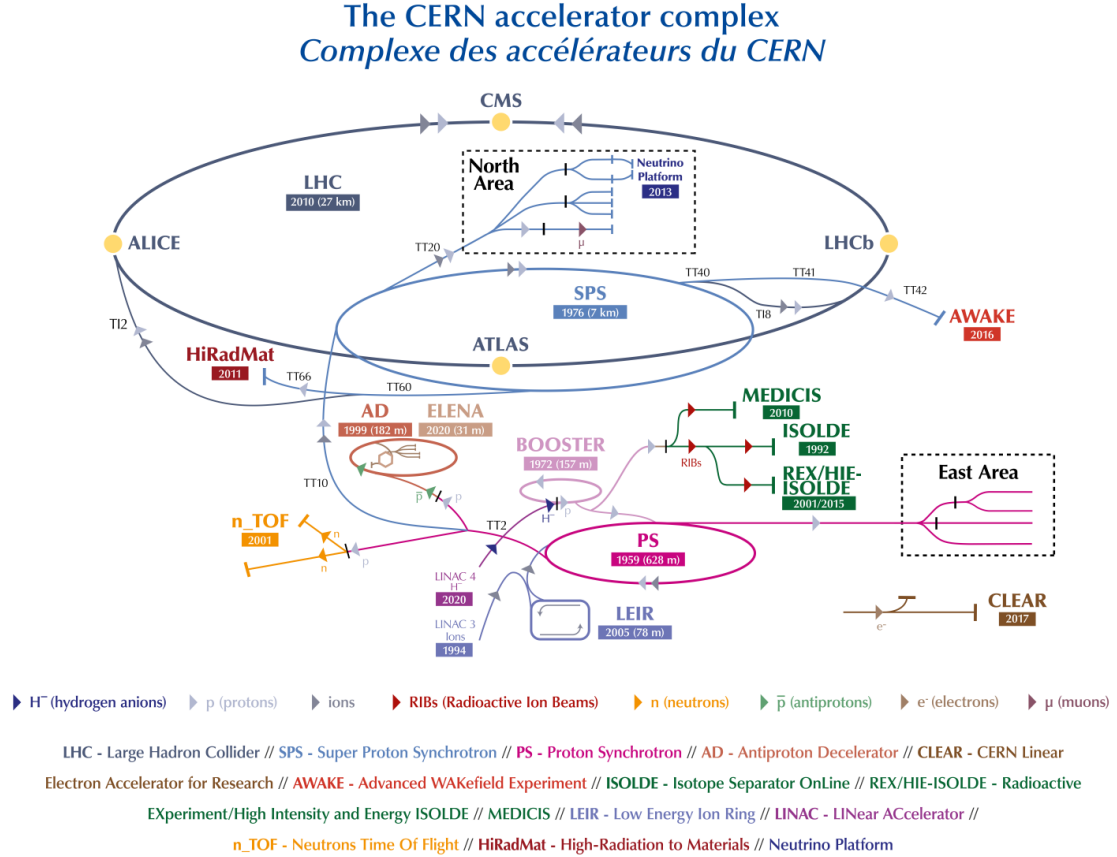 The CERN accelerator complex
Complexe des accélérateurs du CERN
CMS
North
Area
Neutrino
Platform
2013
LHC
2010 (27 km)
ALICE
LHCb
TT20
μ
TT40
TT41
TT42
SPS
1976 (7 km)
TI8
AWAKE
2016
TI2
ATLAS
HiRadMat
2011
TT66
TT60
AD
1999 (182 m)
ELENA
2020 (31 m)
MEDICIS
2010
BOOSTER
1972 (157 m)
ISOLDE
1992
RIBs
REX/HIE-
ISOLDE
2001/2015
East Area
TT10
p̅
p
H⁻
p
TT2
n_TOF
2001
n
n
p
PS
1959 (628 m)
LINAC 4
H⁻
2020
LINAC 3
Ions
1994
LEIR
2005 (78 m)
CLEAR
2017
e⁻
H⁻ (hydrogen anions)
p (protons)
ions
RIBs (Radioactive Ion Beams)
n (neutrons)
p̅ (antiprotons)
e⁻ (electrons)
μ (muons)
LHC - Large Hadron Collider // SPS - Super Proton Synchrotron // PS - Proton Synchrotron // AD - Antiproton Decelerator // CLEAR - CERN Linear
Electron Accelerator for Research // AWAKE - Advanced WAKefield Experiment // ISOLDE - Isotope Separator OnLine // REX/HIE-ISOLDE - Radioactive
EXperiment/High Intensity and Energy ISOLDE // MEDICIS // LEIR - Low Energy Ion Ring // LINAC - LINear ACcelerator //
n_TOF - Neutrons Time Of Flight // HiRadMat - High-Radiation to Materials // Neutrino Platform